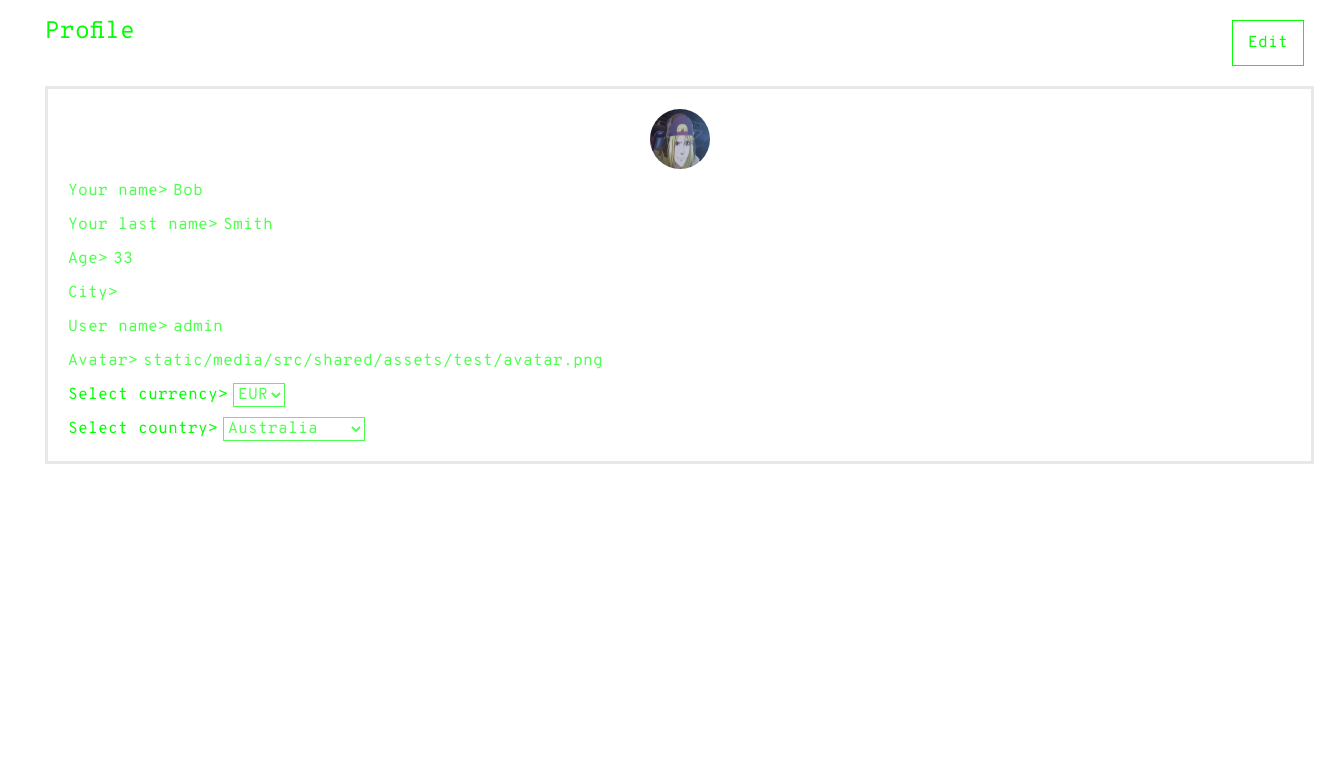 Profile
Edit
Your name> Bob
Your last name> Smith
Age> 33
City>
User name> admin
Avatar> static/media/src/shared/assets/test/avatar.png
Select currency> EUR
Select country> Australia